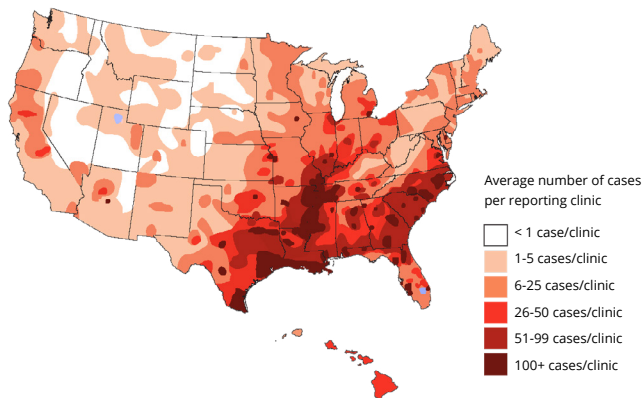 Average number of cases
per reporting clinic
< 1 case/clinic
1-5 cases/clinic
6-25 cases/clinic
26-50 cases/clinic
51-99 cases/clinic
100+ cases/clinic